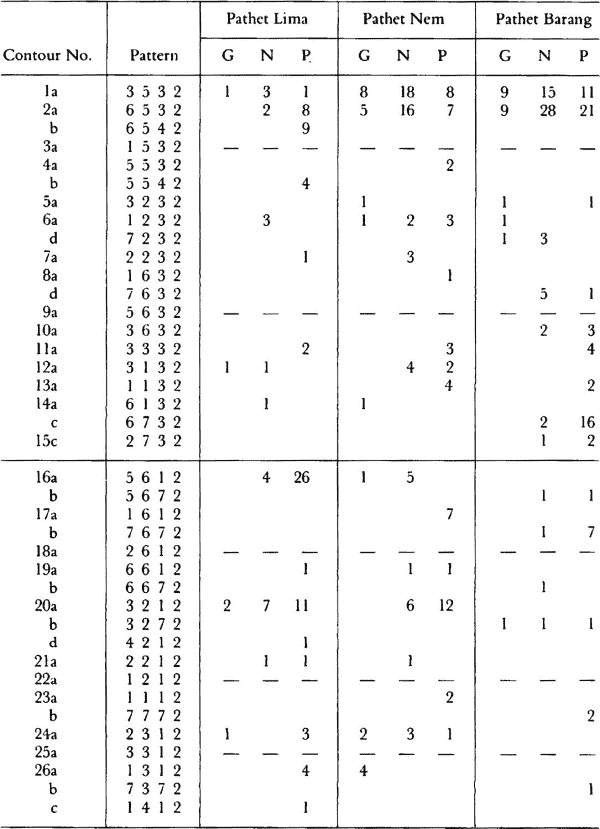 Pathet Lima Pathet Nem Pathet Barang
Contour No. Pattern G N P. G N P G N P
1a 3 5 3 2 1 3 1 8 18 8 9 15 11
2a 6 5 3 2 2 8 5 16 7 9 28 21
b 6 5 4 2 9
3a 1 5 3 2 — — — — — — — — —
4a 5 5 3 2 2
b 5 5 4 2 4
5a 3 2 3 2 1 1 1
6a 1 2 3 2 3 1 2 3 1
d 7 2 3 2 1 3
7a 2 2 3 2 1 3
8a 1 6 3 2 1
d 7 6 3 2 5 1
9a 5 6 3 2 — — — — — — — — —
10a 3 6 3 2 2 3
11a 3 3 3 2 2 3 4
12a 3 1 3 2 1 1 4 2
13a 1 1 3 2 4 2
14a 6 1 3 2 1 1
c 6 7 3 2 2 16
15c 2 7 3 2 1 2
16a 5 6 1 2 4 26 1 5
b 5 6 7 2 1 1
17a 1 6 1 2 7
b 7 6 7 2 1 7
18a 2 6 1 2 — — — — — — — — —
19a 6 6 1 2 1 1 1
b 6 6 7 2 1
20a 3 2 1 2 2 7 11 6 12
b 3 2 7 2 1 1 1
d 4 2 1 2 1
21a 2 2 1 2 1 1 1
22a 1 2 1 2 — — — — — — — — —
23a 1 1 1 2 2
b 7 7 7 2 2
24a 2 3 1 2 1 3 2 3 1
25a 3 3 1 2 — — — — — — — — —
26a 1 3 1 2 4 4
b 7 3 7 2 1
c 1 4 1 2 1